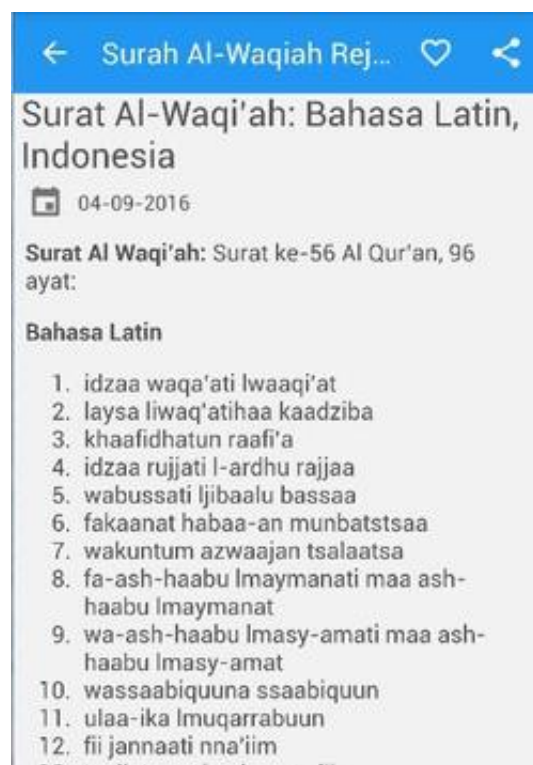 Surah Al-Waqiah Rej...
Surat Al-Waqi'ah: Bahasa Latin,
Indonesia
04-09-2016
Surat Al Waqi'ah: Surat ke-56 Al Qur'an, 96
ayat:
Bahasa Latin
1. idzaa waqa'ati lwaaqi'at
2. laysa liwaq'atihaa kaadziba
3. khaafidhatun raafi'a
4. idzaa rujjati l-ardhu rajjaa
5. wabussati ljibaalu bassaa
6. fakaanat habaa-an munbatstsaa
7. wakuntum azwaajan tsalaatsa
8. fa-ash-haabu lmaymanati maa ash-
haabu lmaymanat
9. wa-ash-haabu lmasy-amati maa ash-
haabu lmasy-amat
10. wassaabiquuna ssaabiquun
11. ulaa-ika lmuqarrabuun
12. fii jannaati nna'iim